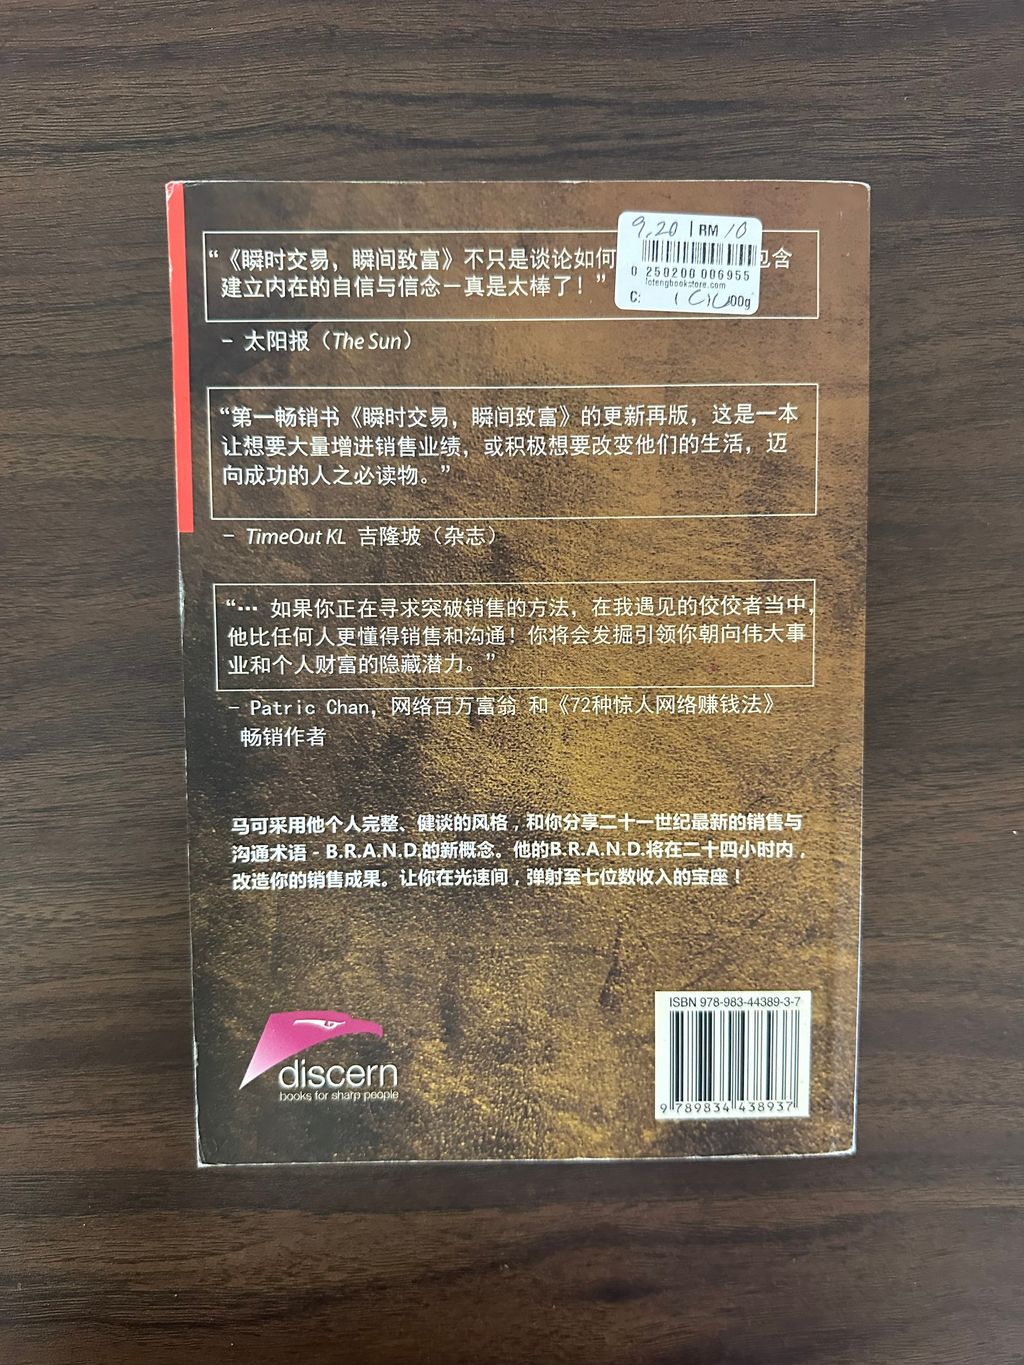 “《瞬时交易，瞬间致富》不只是谈论如何
包含
建立内在的自信与信念－真是太棒了！”
9.20 | RM 10
0 250200 006955
lotengbookstore.com
C:
00g
－ 太阳报（The Sun）
“第一畅销书《瞬时交易，瞬间致富》的更新再版，这是一本
让想要大量增进销售业绩，或积极想要改变他们的生活，迈
向成功的人之必读物。”
－ TimeOut KL 吉隆坡（杂志）
“… 如果你正在寻求突破销售的方法，在我遇见的佼佼者当中，
他比任何人更懂得销售和沟通！你将会发掘引领你朝向伟大事
业和个人财富的隐藏潜力。”
－ Patric Chan，网络百万富翁 和《72种惊人网络赚钱法》
畅销作者
马可采用他个人完整、健谈的风格，和你分享二十一世纪最新的销售与
沟通术语 - B.R.A.N.D.的新概念。他的B.R.A.N.D.将在二十四小时内，
改造你的销售成果。让你在光速间，弹射至七位数收入的宝座！
discern
books for sharp people
ISBN 978-983-44389-3-7
9 789834 438937